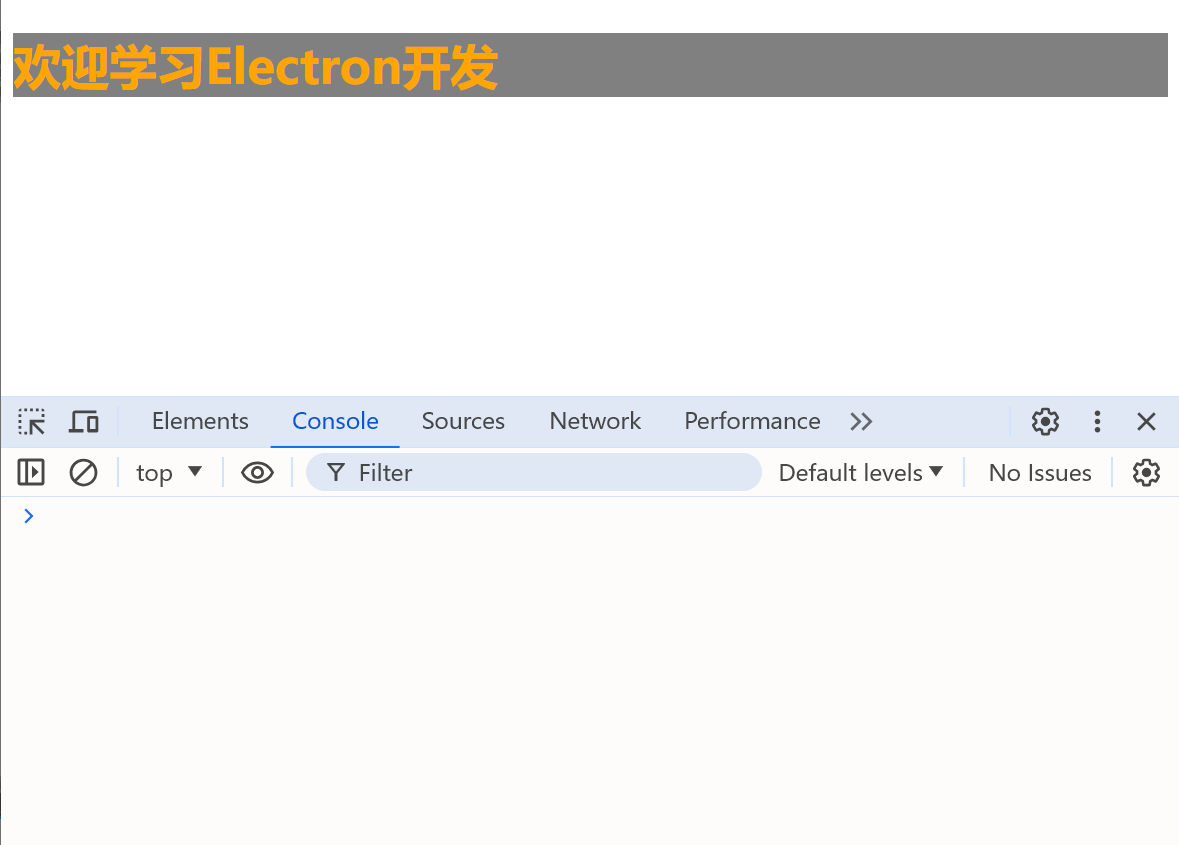 欢迎学习Electron开发
Elements Console Sources Network Performance
top Filter Default levels No Issues